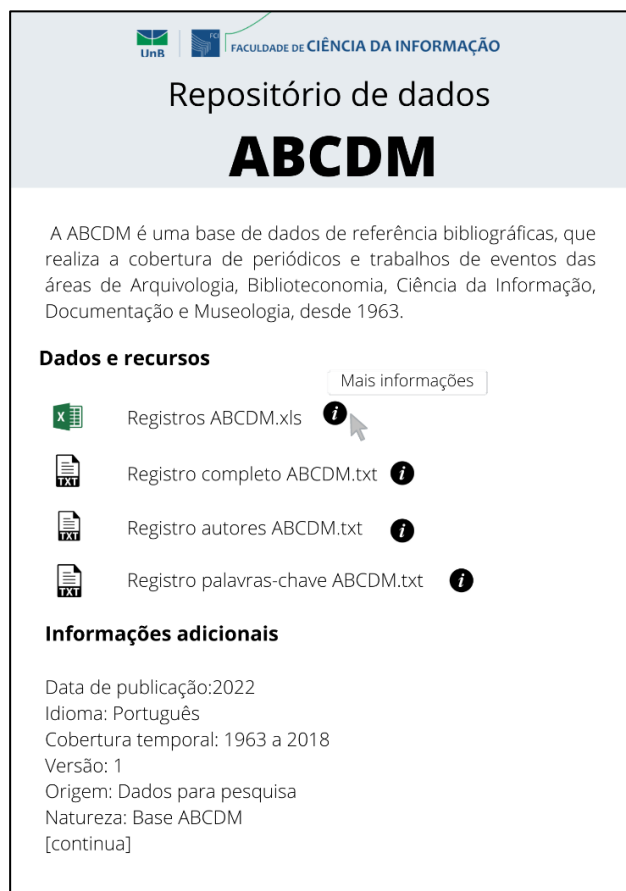 UnB
FCI
FACULDADE DE CIÊNCIA DA INFORMAÇÃO
Repositório de dados
ABCDM
A ABCDM é uma base de dados de referência bibliográficas, que
realiza a cobertura de periódicos e trabalhos de eventos das
áreas de Arquivologia, Biblioteconomia, Ciência da Informação,
Documentação e Museologia, desde 1963.
Dados e recursos
Mais informações
X
Registros ABCDM.xls
i
TXT
Registro completo ABCDM.txt
i
TXT
Registro autores ABCDM.txt
i
TXT
Registro palavras-chave ABCDM.txt
i
Informações adicionais
Data de publicação:2022
Idioma: Português
Cobertura temporal: 1963 a 2018
Versão: 1
Origem: Dados para pesquisa
Natureza: Base ABCDM
[continua]